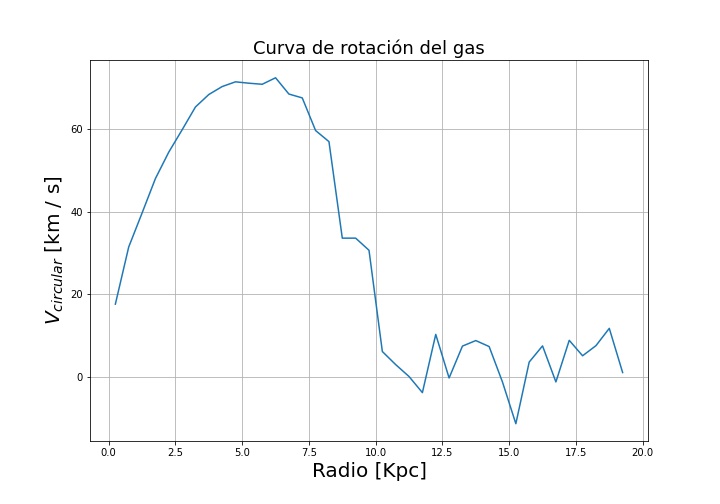 Curva de rotación del gas
60
40
20
0
V_circular [km / s]
0.0 2.5 5.0 7.5 10.0 12.5 15.0 17.5 20.0
Radio [Kpc]